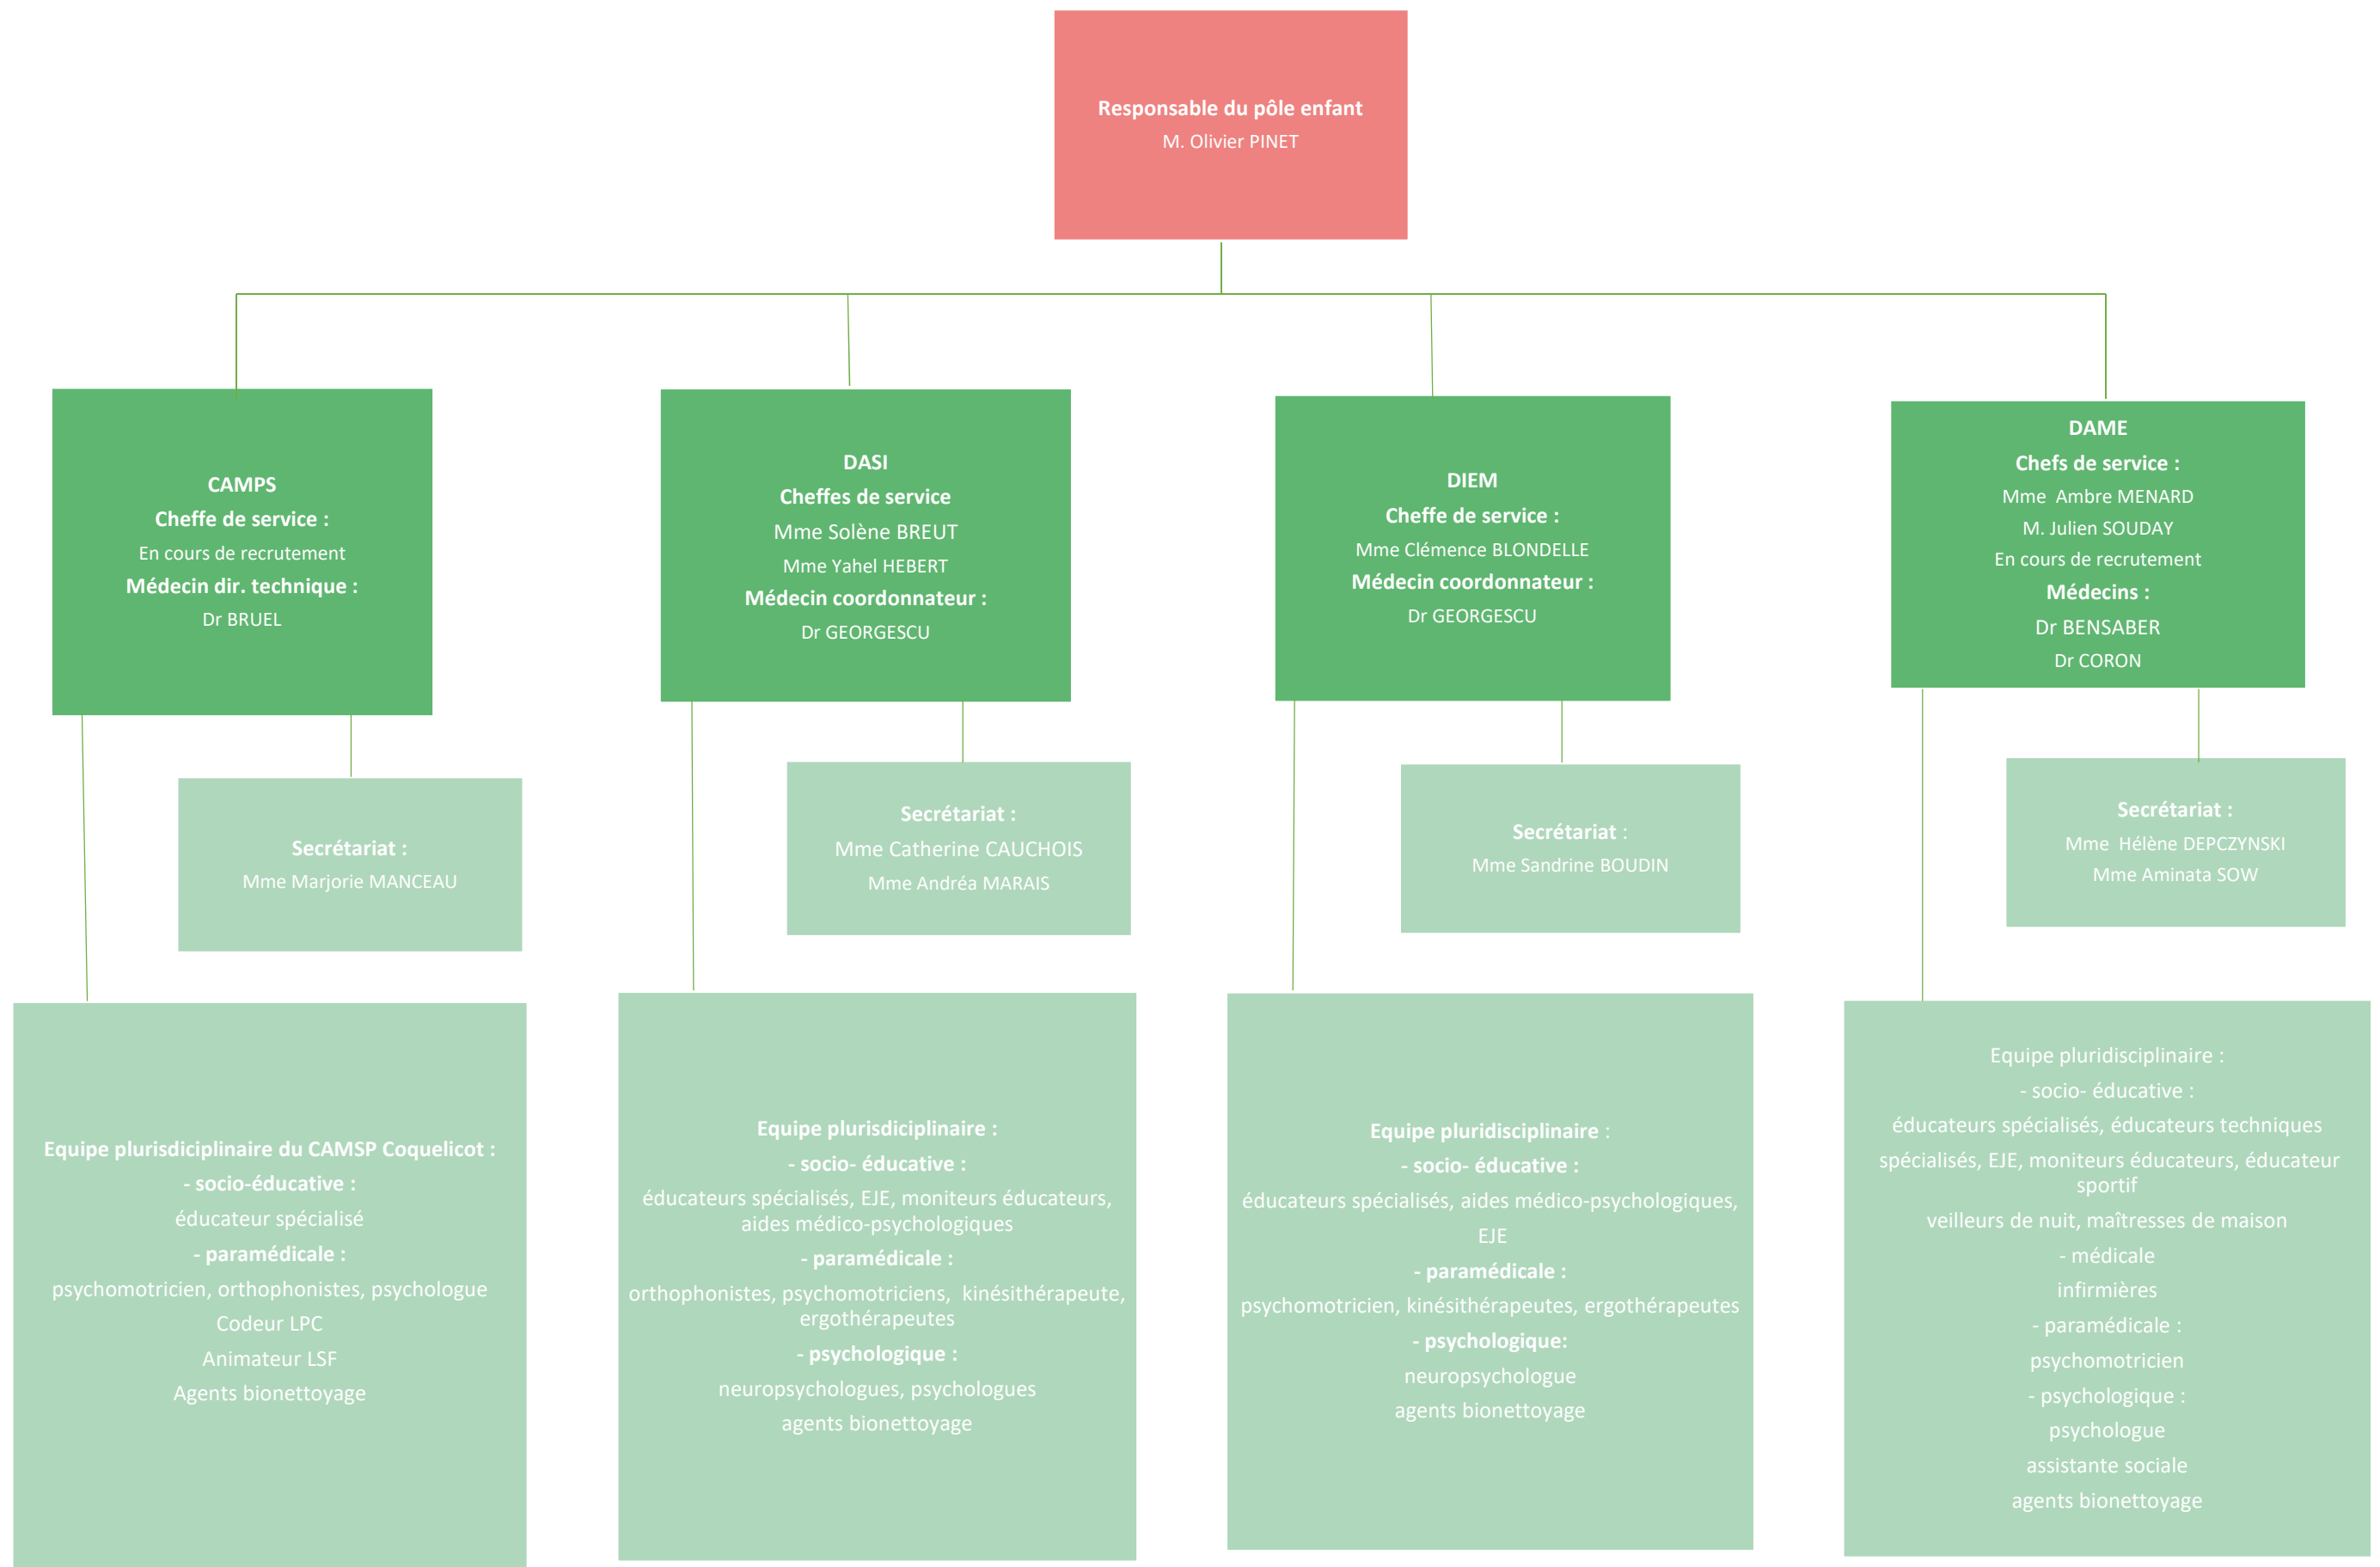 Responsable du pôle enfant
M. Olivier PINET
CAMPS
Cheffe de service :
En cours de recrutement
Médecin dir. technique :
Dr BRUEL
DASI
Cheffes de service
Mme Solène BREUT
Mme Yahel HEBERT
Médecin coordonnateur :
Dr GEORGESCU
DIEM
Cheffe de service :
Mme Clémence BLONDELLE
Médecin coordonnateur :
Dr GEORGESCU
DAME
Chefs de service :
Mme  Ambre MENARD
M. Julien SOUDAY
En cours de recrutement
Médecins :
Dr BENSABER
Dr CORON
Secrétariat :
Mme Marjorie MANCEAU
Secrétariat :
Mme Catherine CAUCHOIS
Mme Andréa MARAIS
Secrétariat :
Mme Sandrine BOUDIN
Secrétariat :
Mme  Hélène DEPCZYNSKI
Mme Aminata SOW
Equipe plurisdiciplinaire du CAMSP Coquelicot :
- socio-éducative :
éducateur spécialisé
- paramédicale :
psychomotricien, orthophonistes, psychologue
Codeur LPC
Animateur LSF
Agents bionettoyage
Equipe plurisdiciplinaire :
- socio- éducative :
éducateurs spécialisés, EJE, moniteurs éducateurs,
aides médico-psychologiques
- paramédicale :
orthophonistes, psychomotriciens,  kinésithérapeute,
ergothérapeutes
- psychologique :
neuropsychologues, psychologues
agents bionettoyage
Equipe pluridisciplinaire :
- socio- éducative :
éducateurs spécialisés, aides médico-psychologiques,
EJE
- paramédicale :
psychomotricien, kinésithérapeutes, ergothérapeutes
- psychologique:
neuropsychologue
agents bionettoyage
Equipe pluridisciplinaire :
- socio- éducative :
éducateurs spécialisés, éducateurs techniques
spécialisés, EJE, moniteurs éducateurs, éducateur
sportif
veilleurs de nuit, maîtresses de maison
- médicale
infirmières
- paramédicale :
psychomotricien
- psychologique :
psychologue
assistante sociale
agents bionettoyage